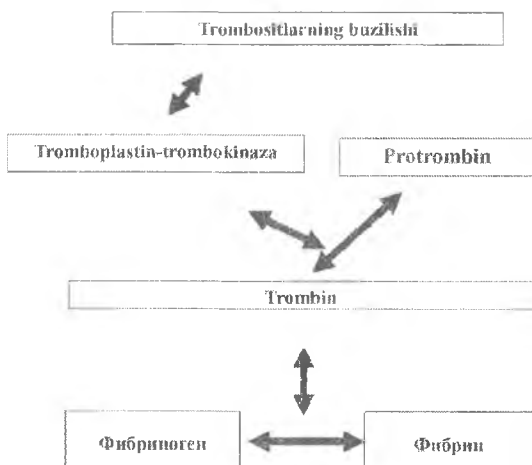 Trombositlarning buzilishi
Tromboplastin-trombokinaza
Protrombin
Trombin
Фибриноген
Фибрин